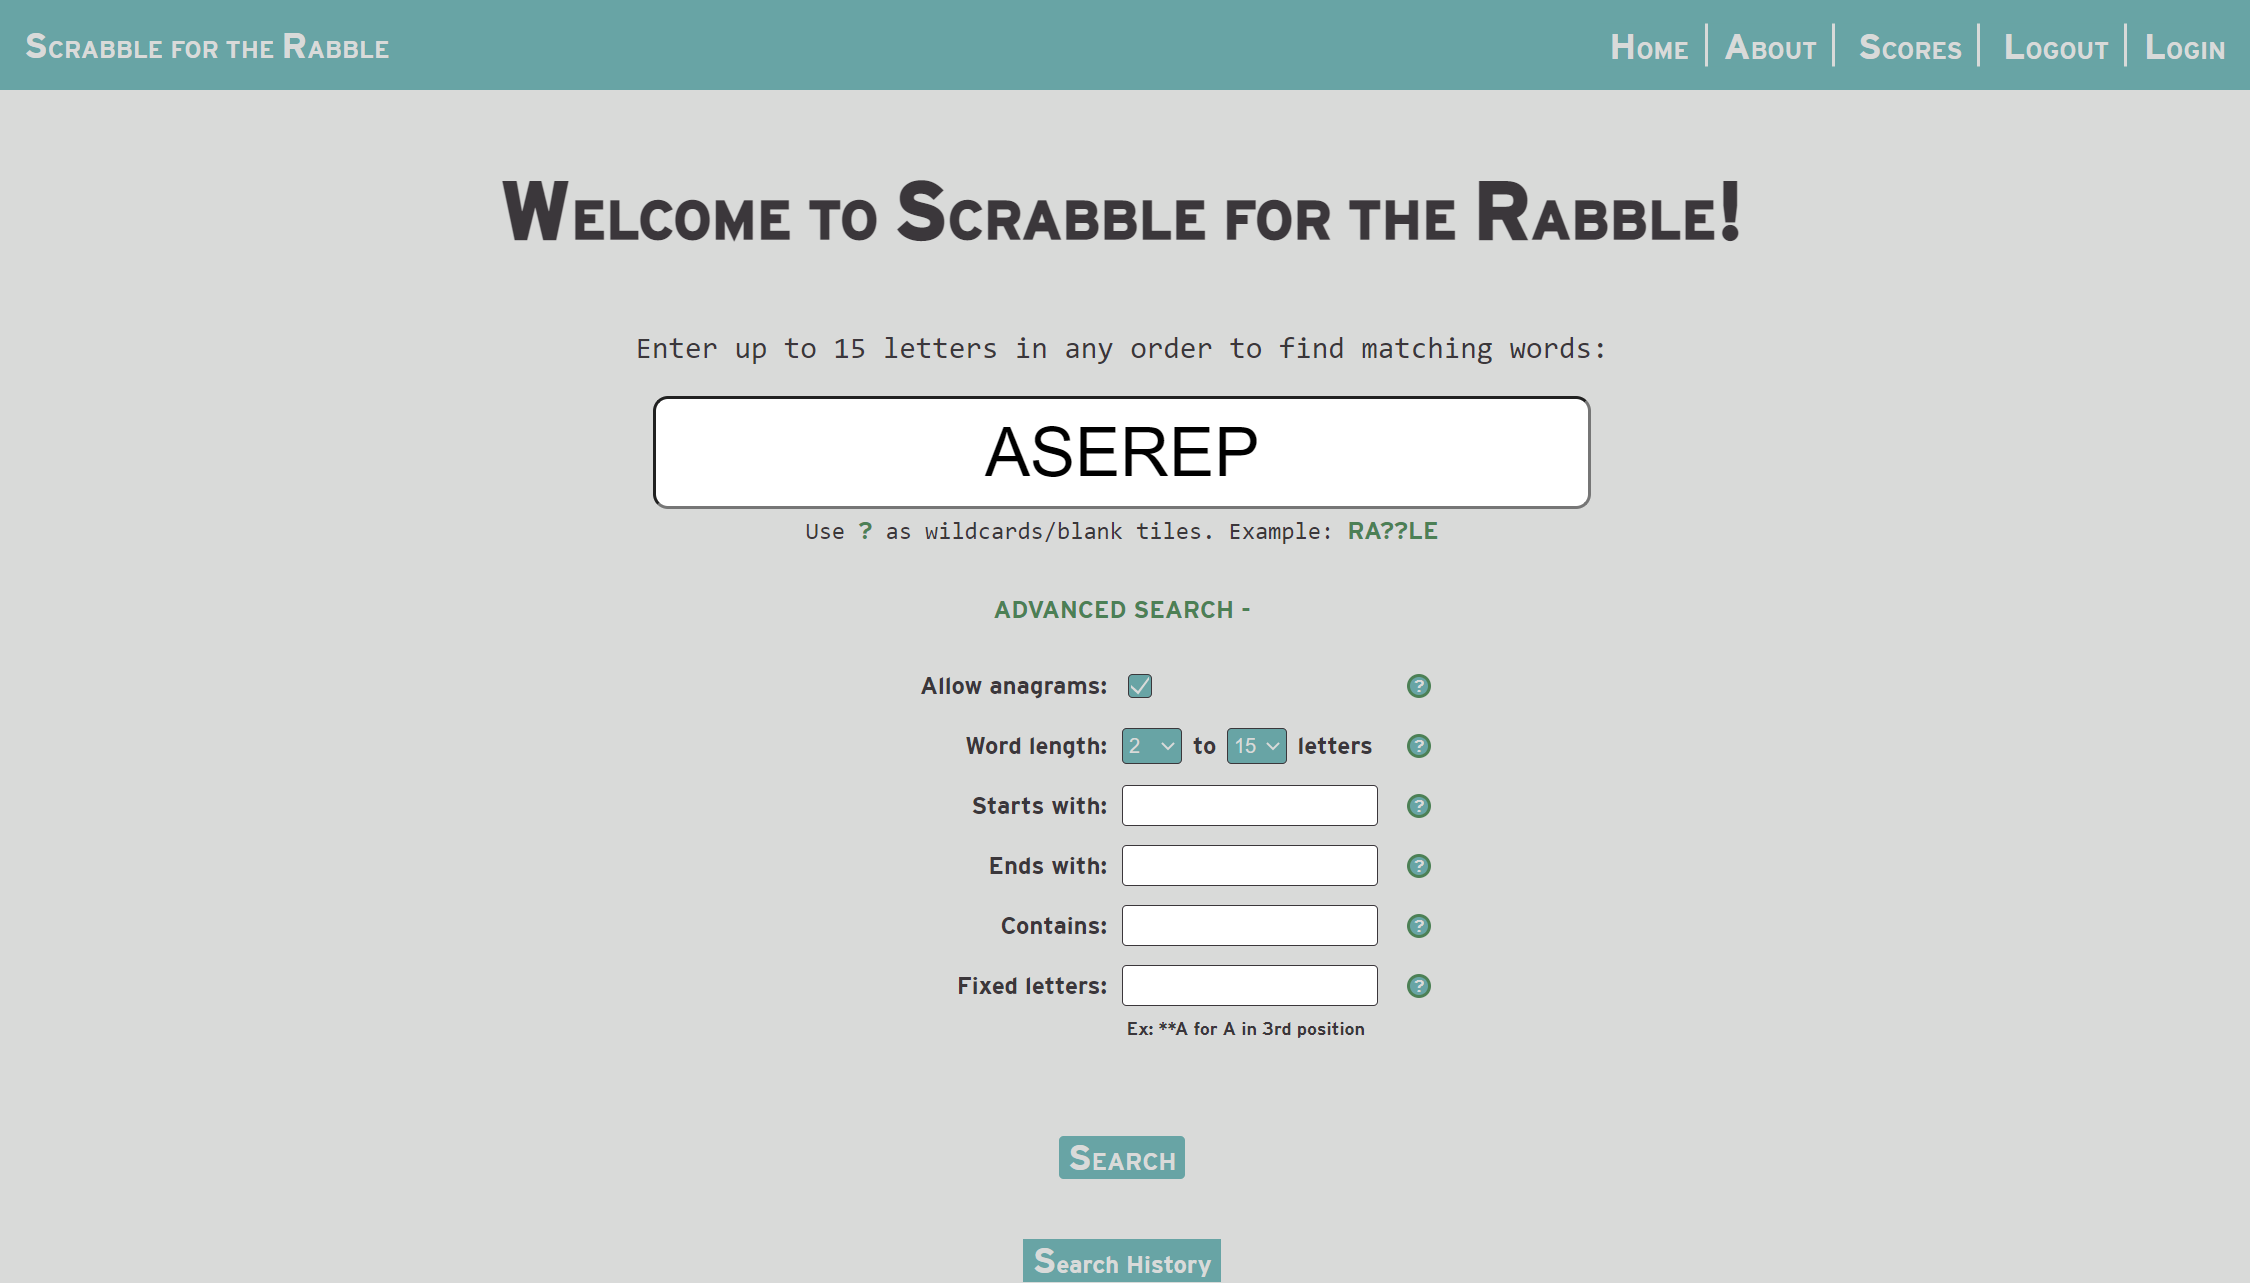 Scrabble for the Rabble
Home About Scores Logout Login
Welcome to Scrabble for the Rabble!
Enter up to 15 letters in any order to find matching words:
ASEREP
Use ? as wildcards/blank tiles. Example: RA??LE
ADVANCED SEARCH -
Allow anagrams: ?
Word length: 2 to 15 letters ?
Starts with: ?
Ends with: ?
Contains: ?
Fixed letters: ?
Ex: **A for A in 3rd position
Search
Search History